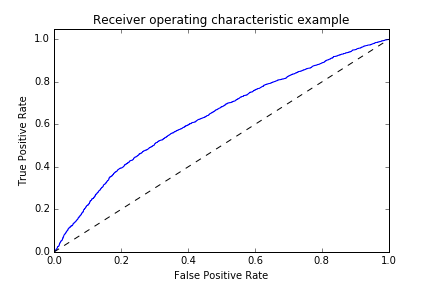 Receiver operating characteristic example
True Positive Rate
1.0
0.8
0.6
0.4
0.2
0.0
0.0 0.2 0.4 0.6 0.8 1.0
False Positive Rate